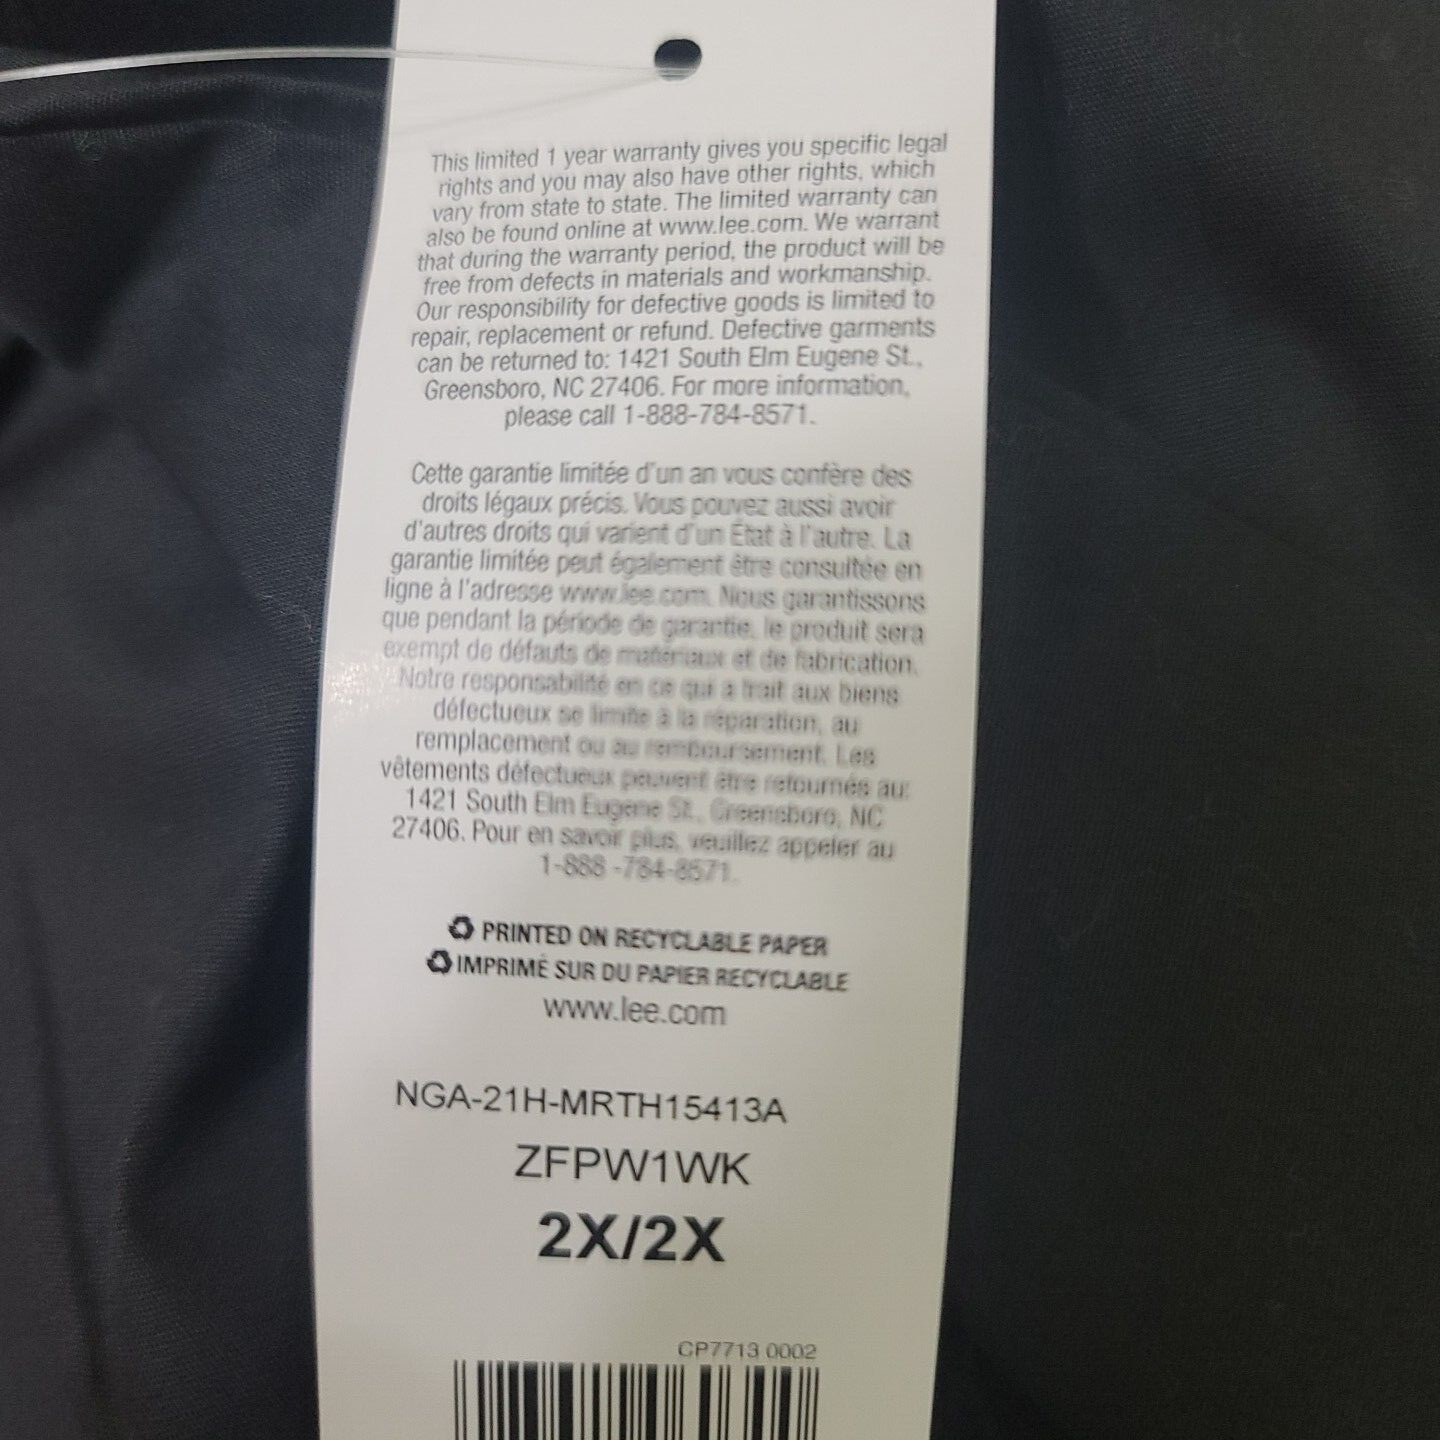 This limited 1 year warranty gives you specific legal
rights and you may also have other rights, which
vary from state to state. The limited warranty can
also be found online at www.lee.com. We warrant
that during the warranty period, the product will be
free from defects in materials and workmanship.
Our responsibility for defective goods is limited to
repair, replacement or refund. Defective garments
can be returned to: 1421 South Elm Eugene St.,
Greensboro, NC 27406. For more information,
please call 1-888-784-8571.
Cette garantie limitée d'un an vous confère des
droits légaux précis. Vous pouvez aussi avoir
d'autres droits qui varient d'un État à l'autre. La
garantie limitée peut également être consultée en
ligne à l'adresse www.lee.com. Nous garantissons
que pendant la période de garantie, le produit sera
exempt de défauts de matériaux et de fabrication.
Notre responsabilité en ce qui a trait aux biens
défectueux se limite à la réparation, au
remplacement ou au remboursement. Les
vêtements défectueux peuvent être retournés au:
1421 South Elm Eugene St., Greensboro, NC
27406. Pour en savoir plus, veuillez appeler au
1-888 -784-8571.
PRINTED ON RECYCLABLE PAPER
IMPRIMÉ SUR DU PAPIER RECYCLABLE
www.lee.com
NGA-21H-MRTH15413A
ZFPW1WK
2X/2X
CP7713 0002